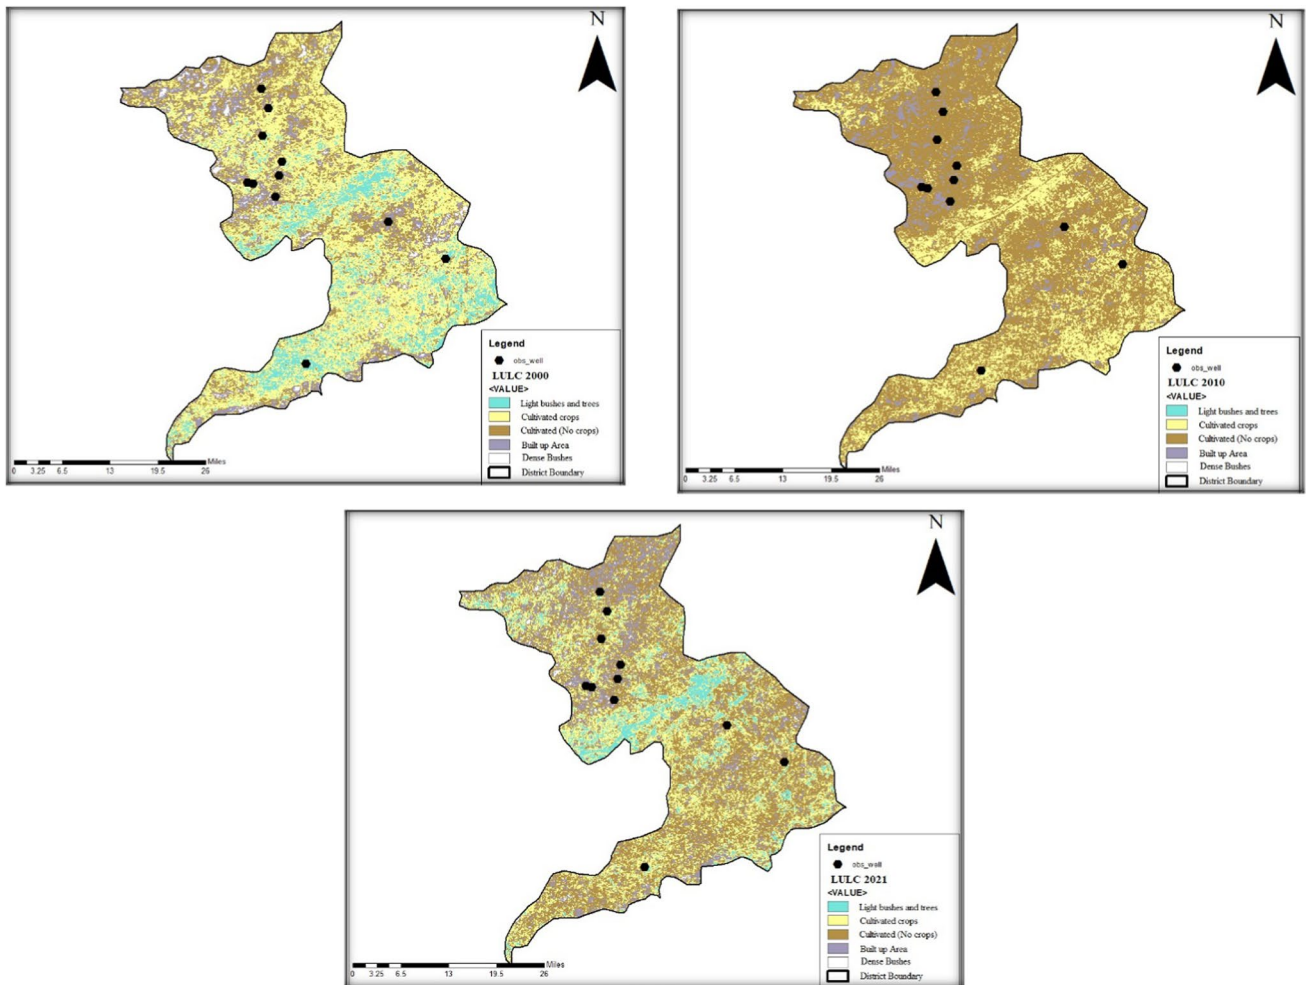 N
Legend
obs_well
LULC 2000
<VALUE>
Light bushes and trees
Cultivated crops
Cultivated (No crops)
Built up Area
Dense Bushes
District Boundary
Miles
0 3.25 6.5 13 19.5 26
N
Legend
obs_well
LULC 2010
<VALUE>
Light bushes and trees
Cultivated crops
Cultivated (No crops)
Built up Area
Dense Bushes
District Boundary
Miles
0 3.25 6.5 13 19.5 26
N
Legend
obs_well
LULC 2021
<VALUE>
Light bushes and trees
Cultivated crops
Cultivated (No crops)
Built up Area
Dense Bushes
District Boundary
Miles
0 3.25 6.5 13 19.5 26